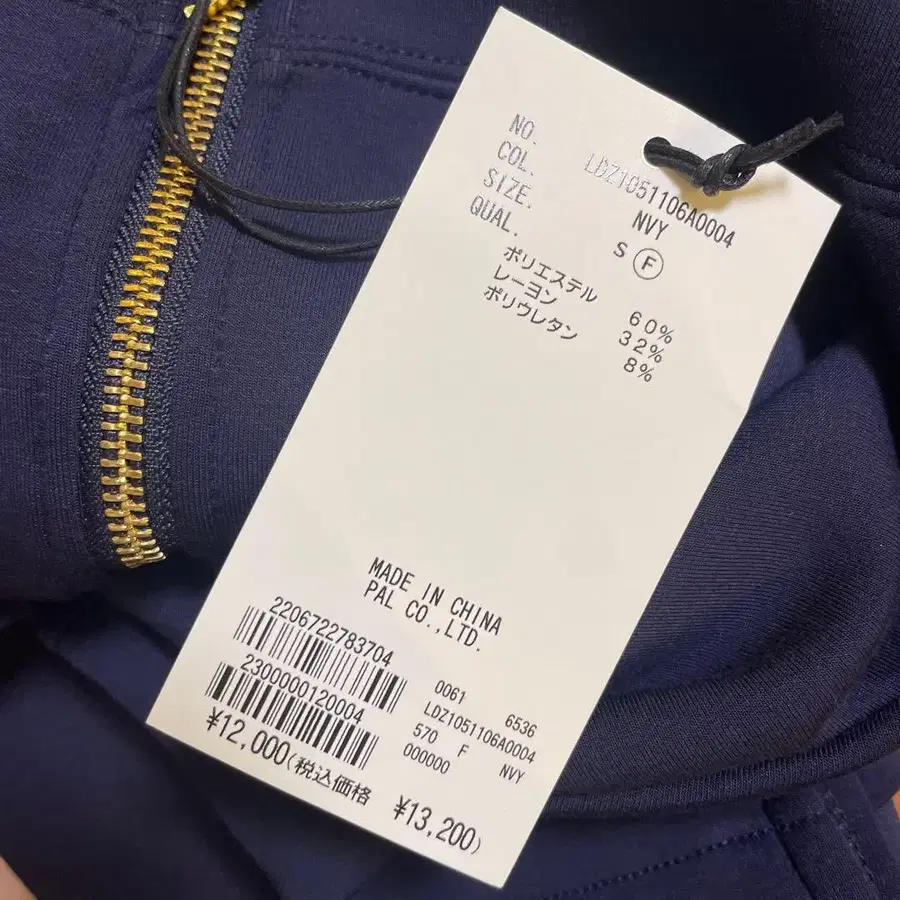 NO. LDZ1051106A0004
COL. NVY
SIZE. S Ⓕ
QUAL.
ポリエステル 60%
レーヨン 32%
ポリウレタン 8%
MADE IN CHINA
PAL CO.,LTD.
2206722783704
2300000120004
0061 6536
LDZ1051106A0004
570 F NVY
000000
¥12,000(税込価格 ¥13,200)